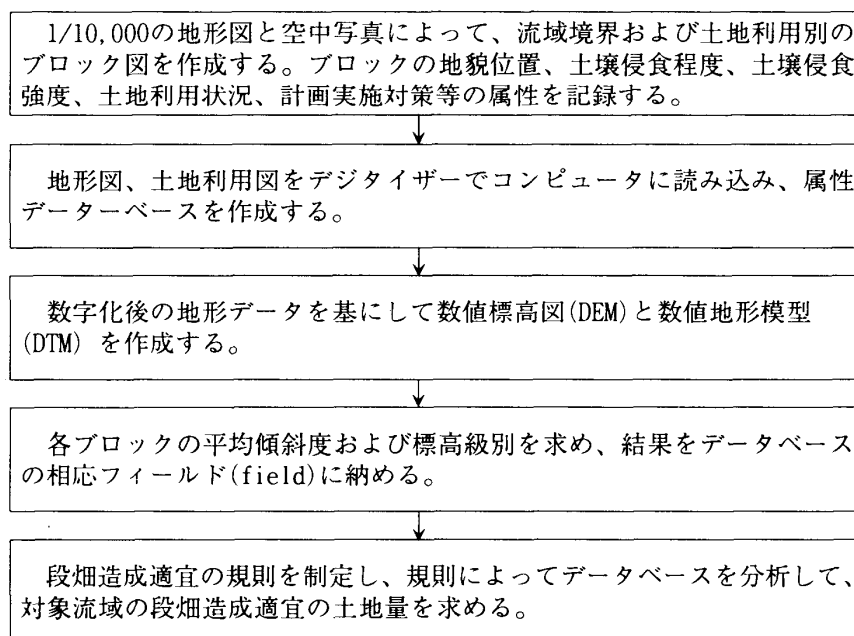 1/10,000の地形図と空中写真によって、流域境界および土地利用別の
ブロック図を作成する。ブロックの地貌位置、土壌侵食程度、土壌侵食
強度、土地利用状況、計画実施対策等の属性を記録する。
地形図、土地利用図をデジタイザーでコンピュータに読み込み、属性
データーベースを作成する。
数字化後の地形データを基にして数値標高図(DEM)と数値地形模型
(DTM) を作成する。
各ブロックの平均傾斜度および標高級別を求め、結果をデータベース
の相応フィールド(field)に納める。
段畑造成適宜の規則を制定し、規則によってデータベースを分析して、
対象流域の段畑造成適宜の土地量を求める。